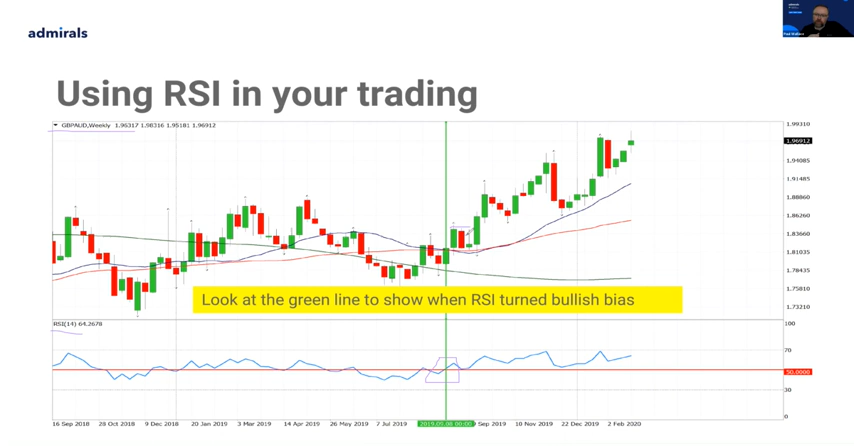 admirals
Using RSI in your trading
GBPAUD,Weekly 1.96317 1.98316 1.95181 1.96912
1.99310
1.96912
1.94085
1.91485
1.88860
1.86260
1.83660
1.81035
1.78435
1.75810
1.73210
Look at the green line to show when RSI turned bullish bias
RSI(14) 64.2678
100
70
50.0000
30
0
16 Sep 2018 28 Oct 2018 9 Dec 2018 20 Jan 2019 3 Mar 2019 14 Apr 2019 26 May 2019 7 Jul 2019 2019.09.08 00:00 Sep 2019 10 Nov 2019 22 Dec 2019 2 Feb 2020